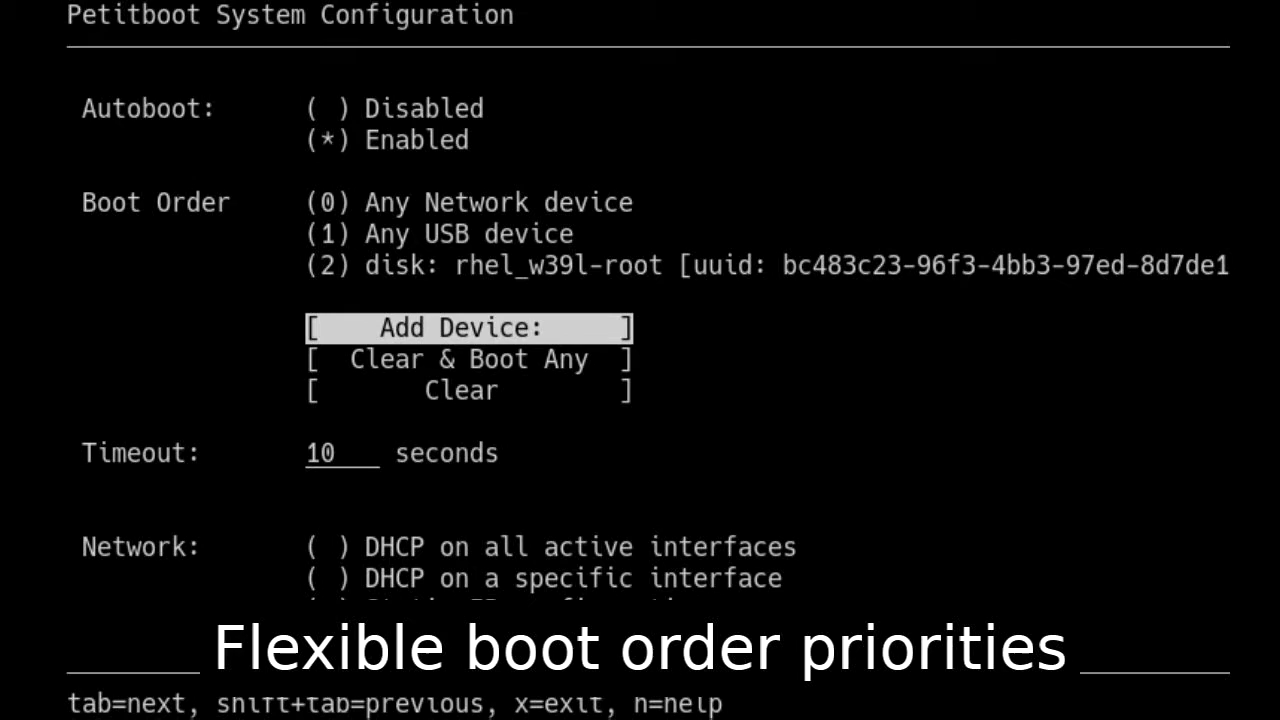 Petitboot System Configuration
Autoboot: ( ) Disabled
(*) Enabled
Boot Order (0) Any Network device
(1) Any USB device
(2) disk: rhel_w39l-root [uuid: bc483c23-96f3-4bb3-97ed-8d7de1
[ Add Device: ]
[ Clear & Boot Any ]
[ Clear ]
Timeout: 10 seconds
Network: ( ) DHCP on all active interfaces
( ) DHCP on a specific interface
Flexible boot order priorities
tab=next, shift+tab=previous, x=exit, h=help